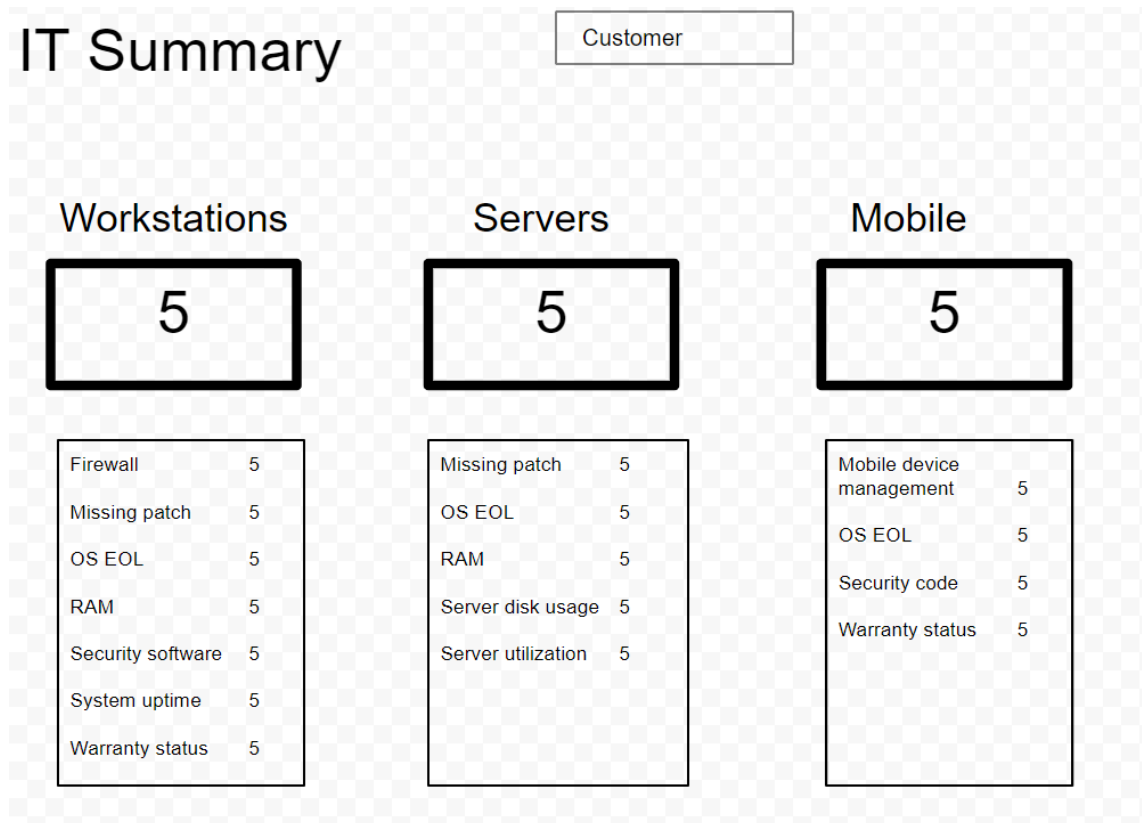 IT Summary
Customer
Workstations
5
Servers
5
Mobile
5
Firewall 5
Missing patch 5
OS EOL 5
RAM 5
Security software 5
System uptime 5
Warranty status 5
Missing patch 5
OS EOL 5
RAM 5
Server disk usage 5
Server utilization 5
Mobile device
management 5
OS EOL 5
Security code 5
Warranty status 5